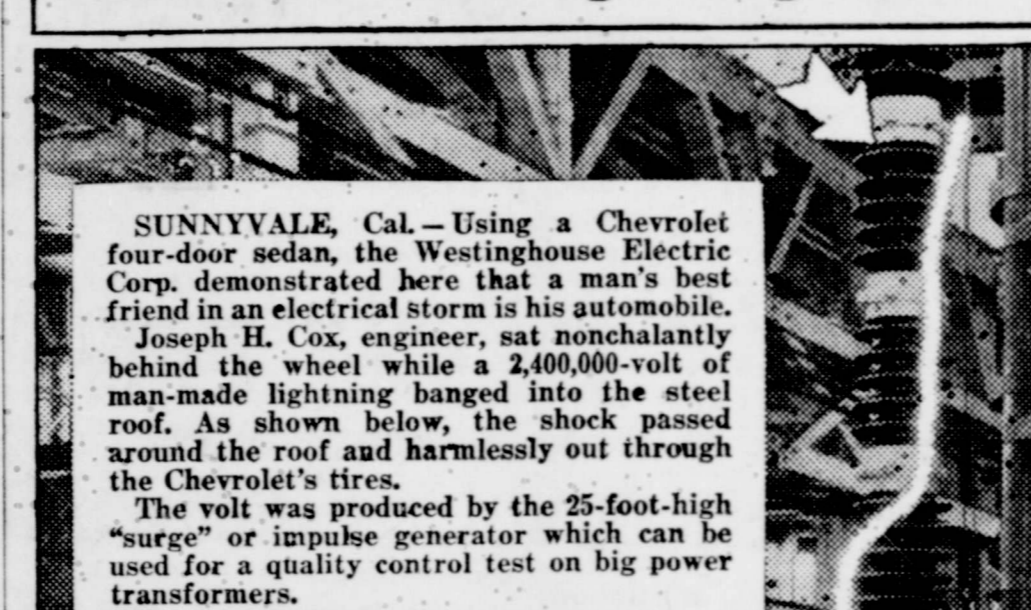 SUNNYVALE, Cal. — Using a Chevrolet
four-door sedan, the Westinghouse Electric
Corp. demonstrated here that a man's best
friend in an electrical storm is his automobile.
Joseph H. Cox, engineer, sat nonchalantly
behind the wheel while a 2,400,000-volt of
man-made lightning banged into the steel
roof. As shown below, the shock passed
around the roof and harmlessly out through
the Chevrolet's tires.
The volt was produced by the 25-foot-high
"surge" or impulse generator which can be
used for a quality control test on big power
transformers.